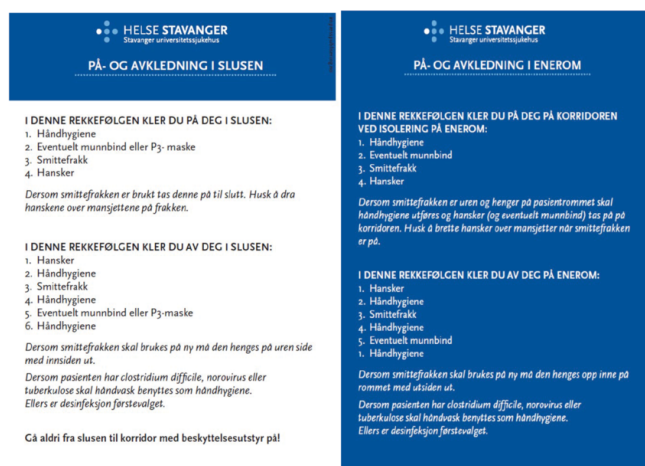 HELSE STAVANGER
Stavanger universitetssjukehus
PÅ- OG AVKLEDNING I SLUSEN
I DENNE REKKEFØLGEN KLER DU PÅ DEG I SLUSEN:
1. Håndhygiene
2. Eventuelt munnbind eller P3- maske
3. Smittefrakk
4. Hansker
Dersom smittefrakken er brukt tas denne på til slutt. Husk å dra
hanskene over mansjettene på frakken.
I DENNE REKKEFØLGEN KLER DU AV DEG I SLUSEN:
1. Hansker
2. Håndhygiene
3. Smittefrakk
4. Håndhygiene
5. Eventuelt munnbind eller P3-maske
6. Håndhygiene
Dersom smittefrakken skal brukes på ny må den henges på uren side
med innsiden ut.
Dersom pasienten har clostridium difficile, norovirus eller
tuberkulose skal håndvask benyttes som håndhygiene.
Ellers er desinfeksjon førstevalget.
Gå aldri fra slusen til korridor med beskyttelsesutstyr på!
HELSE STAVANGER
Stavanger universitetssjukehus
PÅ- OG AVKLEDNING I ENEROM
I DENNE REKKEFØLGEN KLER DU PÅ DEG PÅ KORRIDOREN
VED ISOLERING PÅ ENEROM:
1. Håndhygiene
2. Eventuelt munnbind
3. Smittefrakk
4. Hansker
Dersom smittefrakken er uren og henger på pasientrommet skal
håndhygiene utføres og hansker (og eventuelt munnbind) tas på på
korridoren. Husk å brette hansker over mansjetter når smittefrakken
er på.
I DENNE REKKEFØLGEN KLER DU AV DEG PÅ ENEROM:
1. Hansker
2. Håndhygiene
3. Smittefrakk
4. Håndhygiene
5. Eventuelt munnbind
1. Håndhygiene
Dersom smittefrakken skal brukes på ny må den henges opp inne på
rommet med utsiden ut.
Dersom pasienten har clostridium difficile, norovirus eller
tuberkulose skal håndvask benyttes som håndhygiene.
Ellers er desinfeksjon førstevalget.